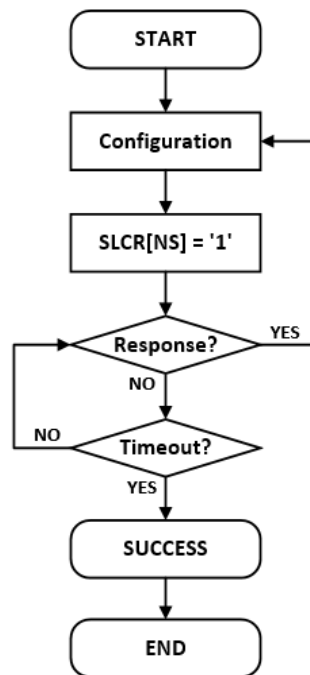 START
Configuration
SLCR[NS] = '1'
Response?
YES
NO
Timeout?
NO
YES
SUCCESS
END